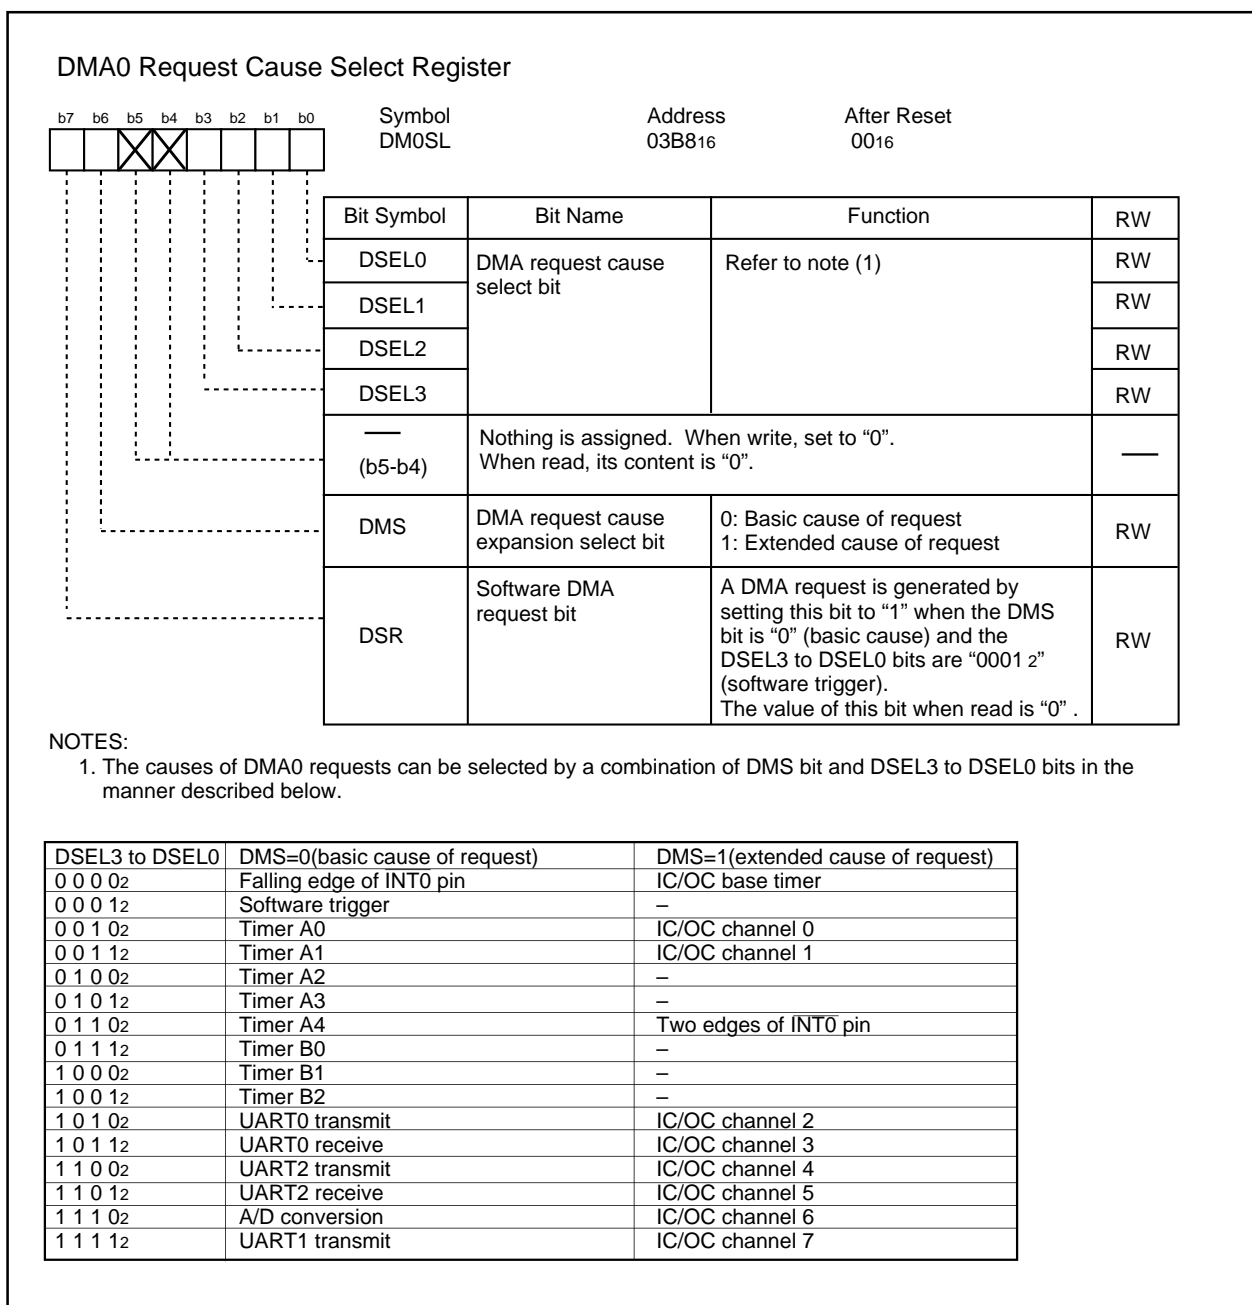 DMA0 Request Cause Select Register
b7 b6 b5 b4 b3 b2 b1 b0
Symbol Address After Reset
DM0SL 03B816 0016
Bit Symbol Bit Name Function RW
DSEL0 DMA request cause select bit Refer to note (1) RW
DSEL1 RW
DSEL2 RW
DSEL3 RW
— (b5-b4) Nothing is assigned. When write, set to “0”.
When read, its content is “0”. —
DMS DMA request cause expansion select bit 0: Basic cause of request
1: Extended cause of request RW
DSR Software DMA request bit A DMA request is generated by
setting this bit to “1” when the DMS
bit is “0” (basic cause) and the
DSEL3 to DSEL0 bits are “0001 2”
(software trigger).
The value of this bit when read is “0” . RW
NOTES:
1. The causes of DMA0 requests can be selected by a combination of DMS bit and DSEL3 to DSEL0 bits in the
manner described below.
DSEL3 to DSEL0 DMS=0(basic cause of request) DMS=1(extended cause of request)
0 0 0 02 Falling edge of INT0 pin IC/OC base timer
0 0 0 12 Software trigger –
0 0 1 02 Timer A0 IC/OC channel 0
0 0 1 12 Timer A1 IC/OC channel 1
0 1 0 02 Timer A2 –
0 1 0 12 Timer A3 –
0 1 1 02 Timer A4 Two edges of INT0 pin
0 1 1 12 Timer B0 –
1 0 0 02 Timer B1 –
1 0 0 12 Timer B2 –
1 0 1 02 UART0 transmit IC/OC channel 2
1 0 1 12 UART0 receive IC/OC channel 3
1 1 0 02 UART2 transmit IC/OC channel 4
1 1 0 12 UART2 receive IC/OC channel 5
1 1 1 02 A/D conversion IC/OC channel 6
1 1 1 12 UART1 transmit IC/OC channel 7